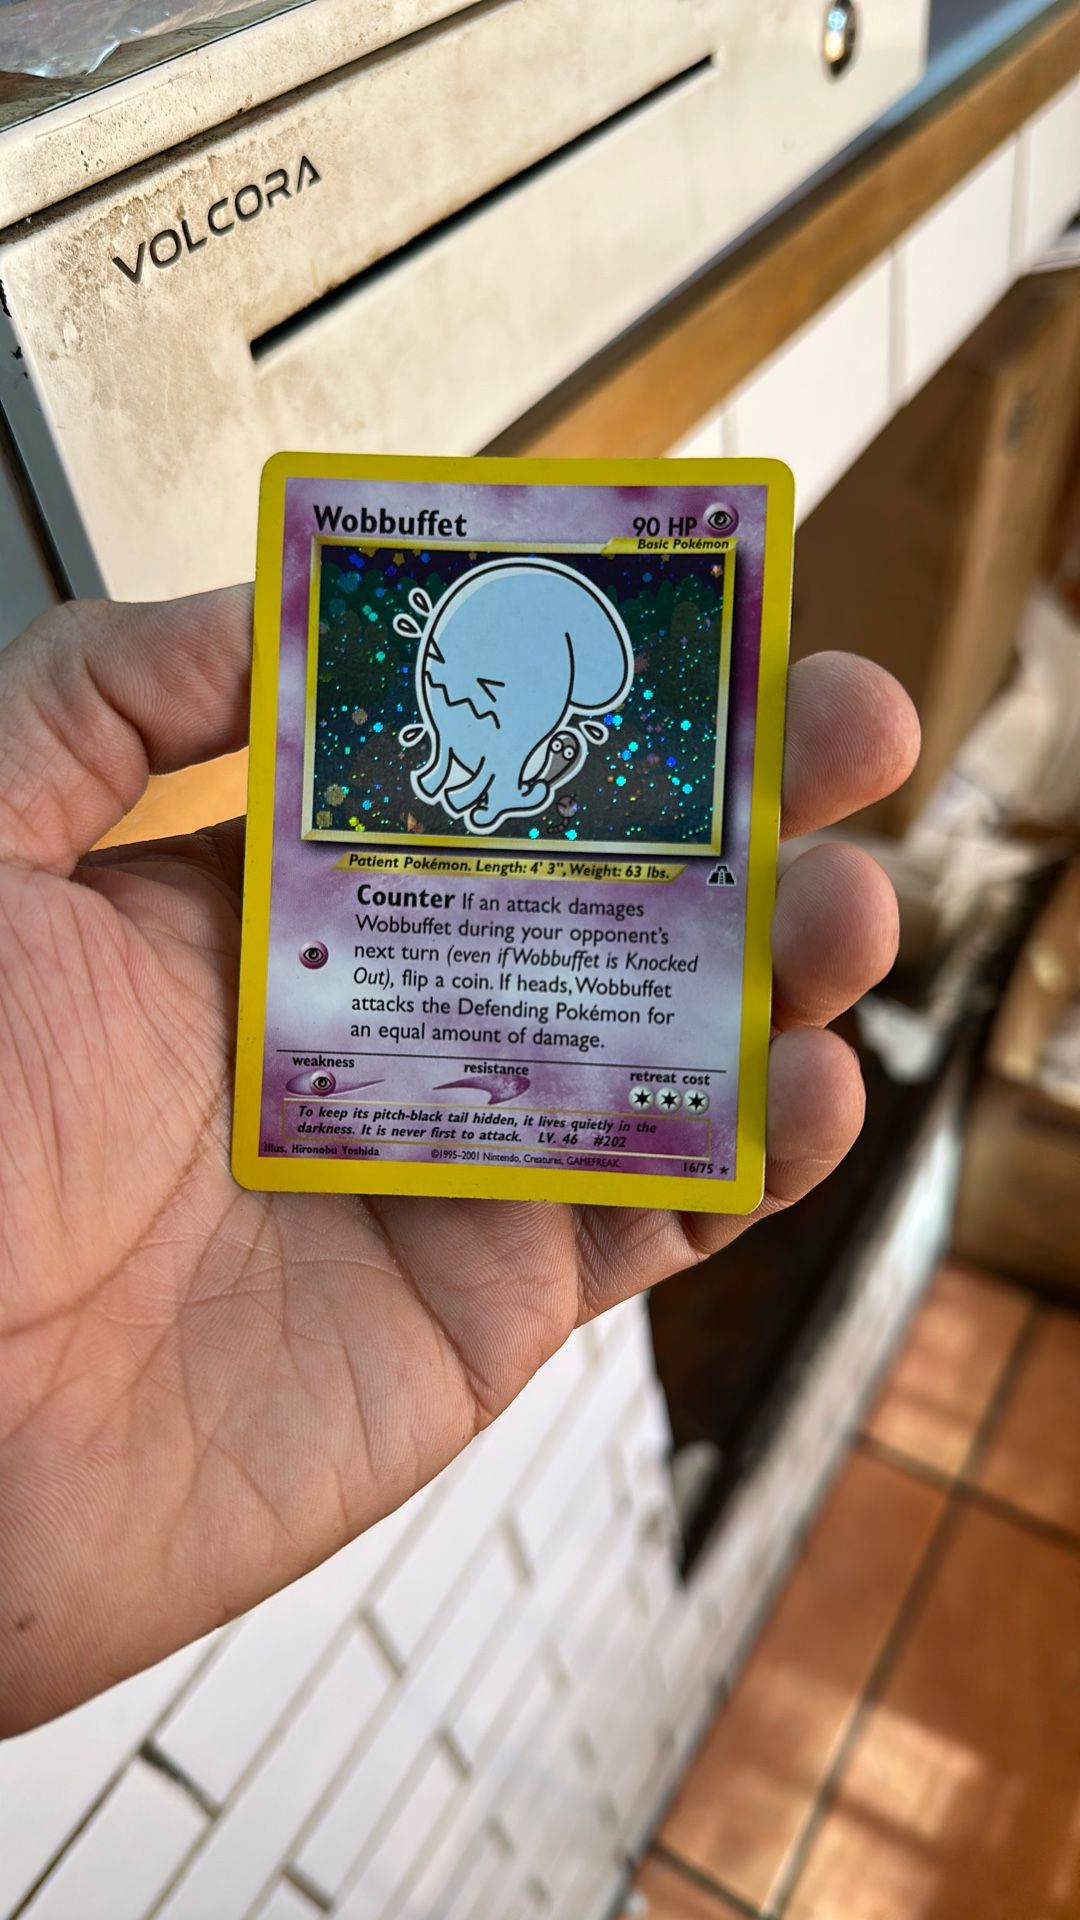 VOLCORA
Wobbuffet
90 HP
Basic Pokémon
Patient Pokémon. Length: 4' 3", Weight: 63 lbs.
Counter If an attack damages
Wobbuffet during your opponent's
next turn (even if Wobbuffet is Knocked
Out), flip a coin. If heads, Wobbuffet
attacks the Defending Pokémon for
an equal amount of damage.
weakness
resistance
retreat cost
To keep its pitch-black tail hidden, it lives quietly in the
darkness. It is never first to attack. LV. 46 #202
Illus. Hironobu Yoshida
©1995-2001 Nintendo, Creatures, GAMEFREAK.
16/75 ★